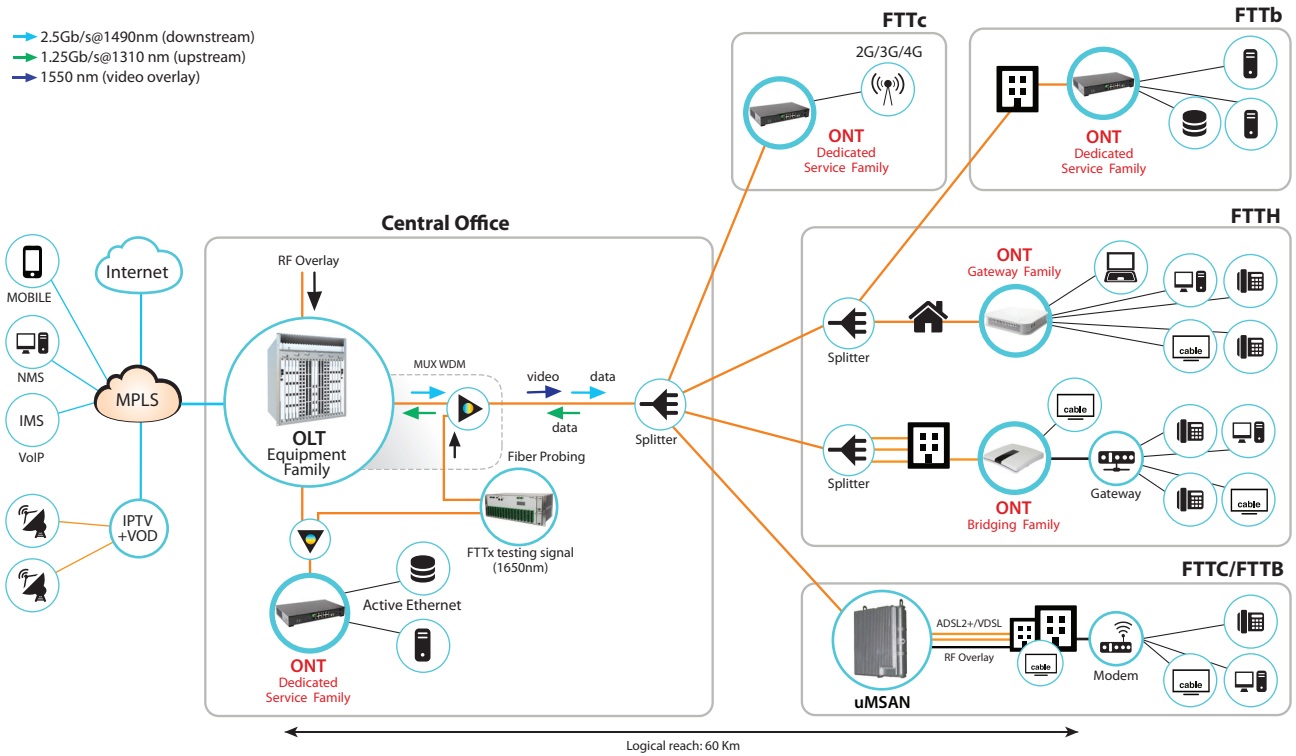 2.5Gb/s@1490nm (downstream)
1.25Gb/s@1310 nm (upstream)
1550 nm (video overlay)
FTTc
2G/3G/4G
ONT
Dedicated
Service Family
FTTb
ONT
Dedicated
Service Family
Central Office
RF Overlay
MOBILE
NMS
IMS
VoIP
Internet
MPLS
IPTV
+VOD
OLT
Equipment
Family
MUX WDM
video
data
data
Splitter
Fiber Probing
FTTx testing signal
(1650nm)
Active Ethernet
ONT
Dedicated
Service Family
FTTH
ONT
Gateway Family
Splitter
cable
cable
Splitter
ONT
Bridging Family
Gateway
cable
FTTC/FTTB
ADSL2+/VDSL
RF Overlay
cable
uMSAN
Modem
cable
Logical reach: 60 Km